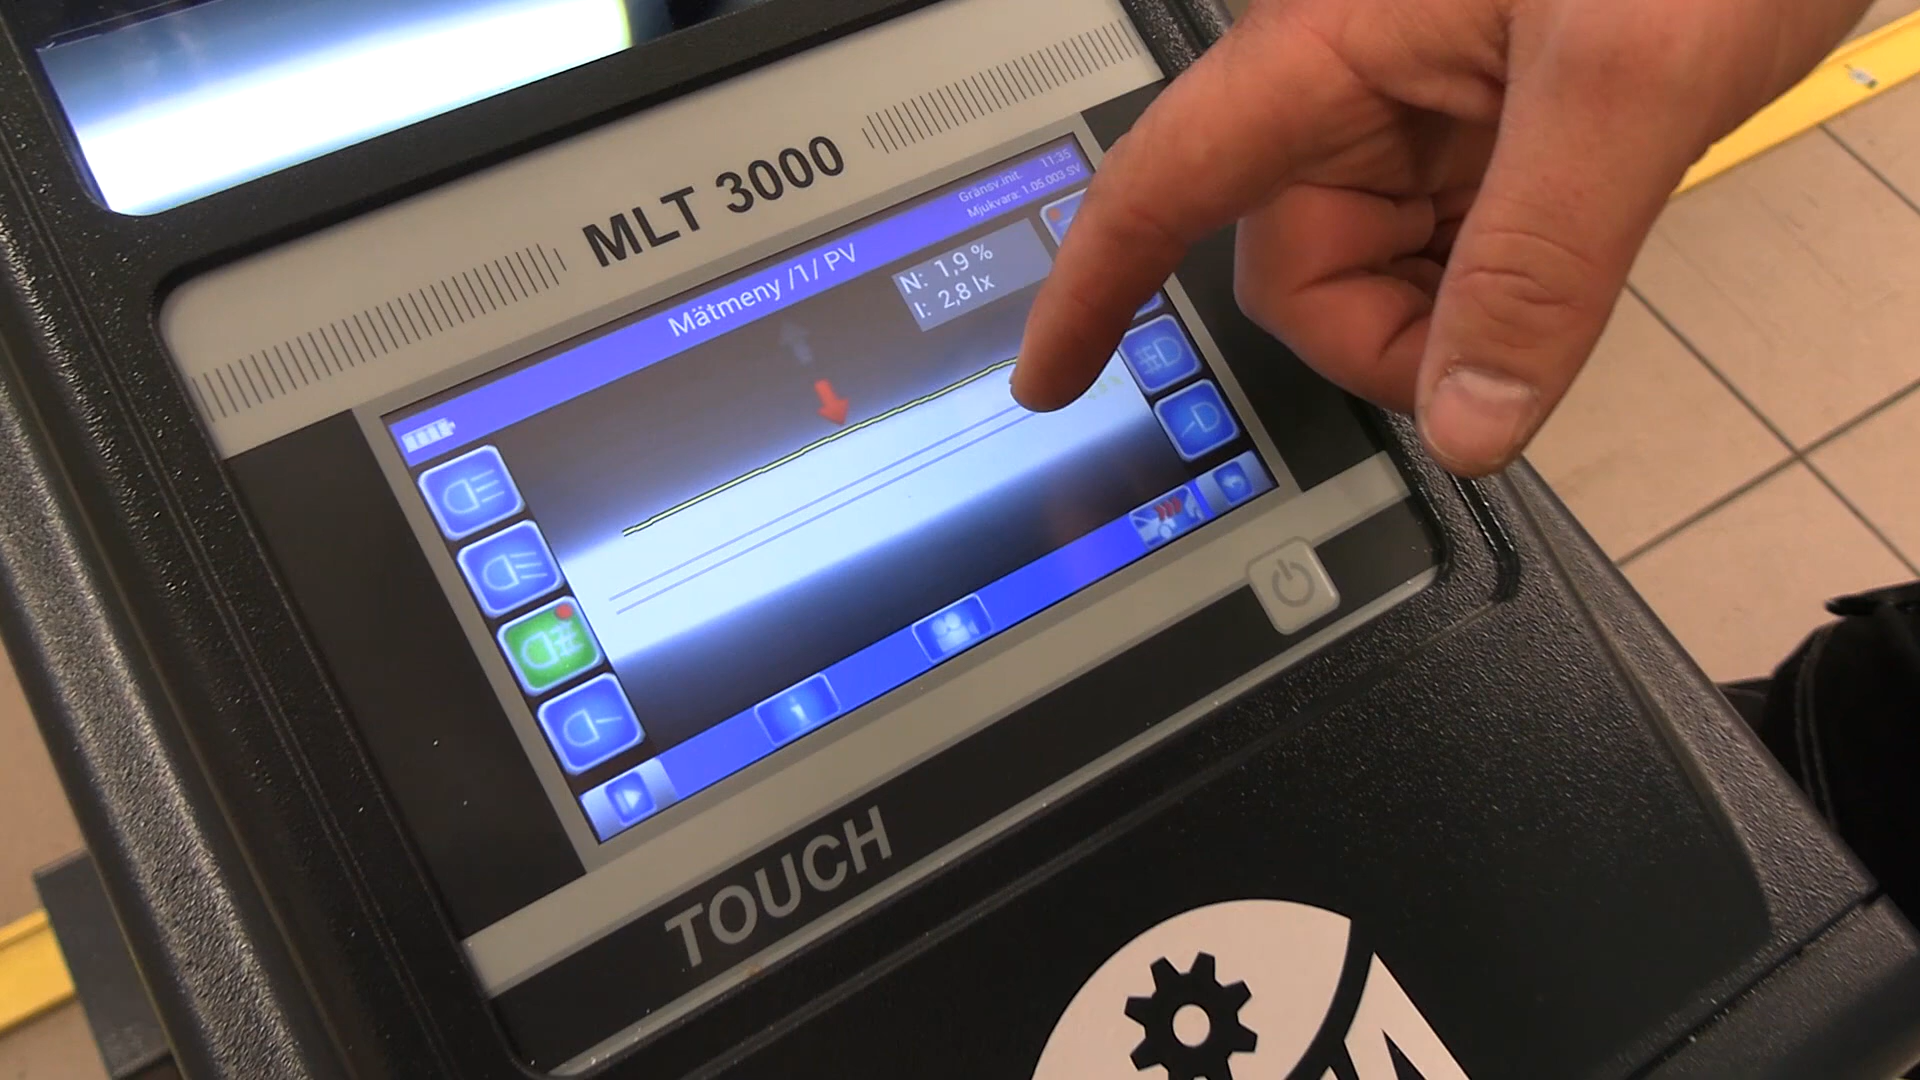 MLT 3000
11:35
Gränsv.init.
Mjukvara: 1.05.003 SV
Mätmeny /1/ PV
N: 1,9 %
I: 2,8 lx
TOUCH